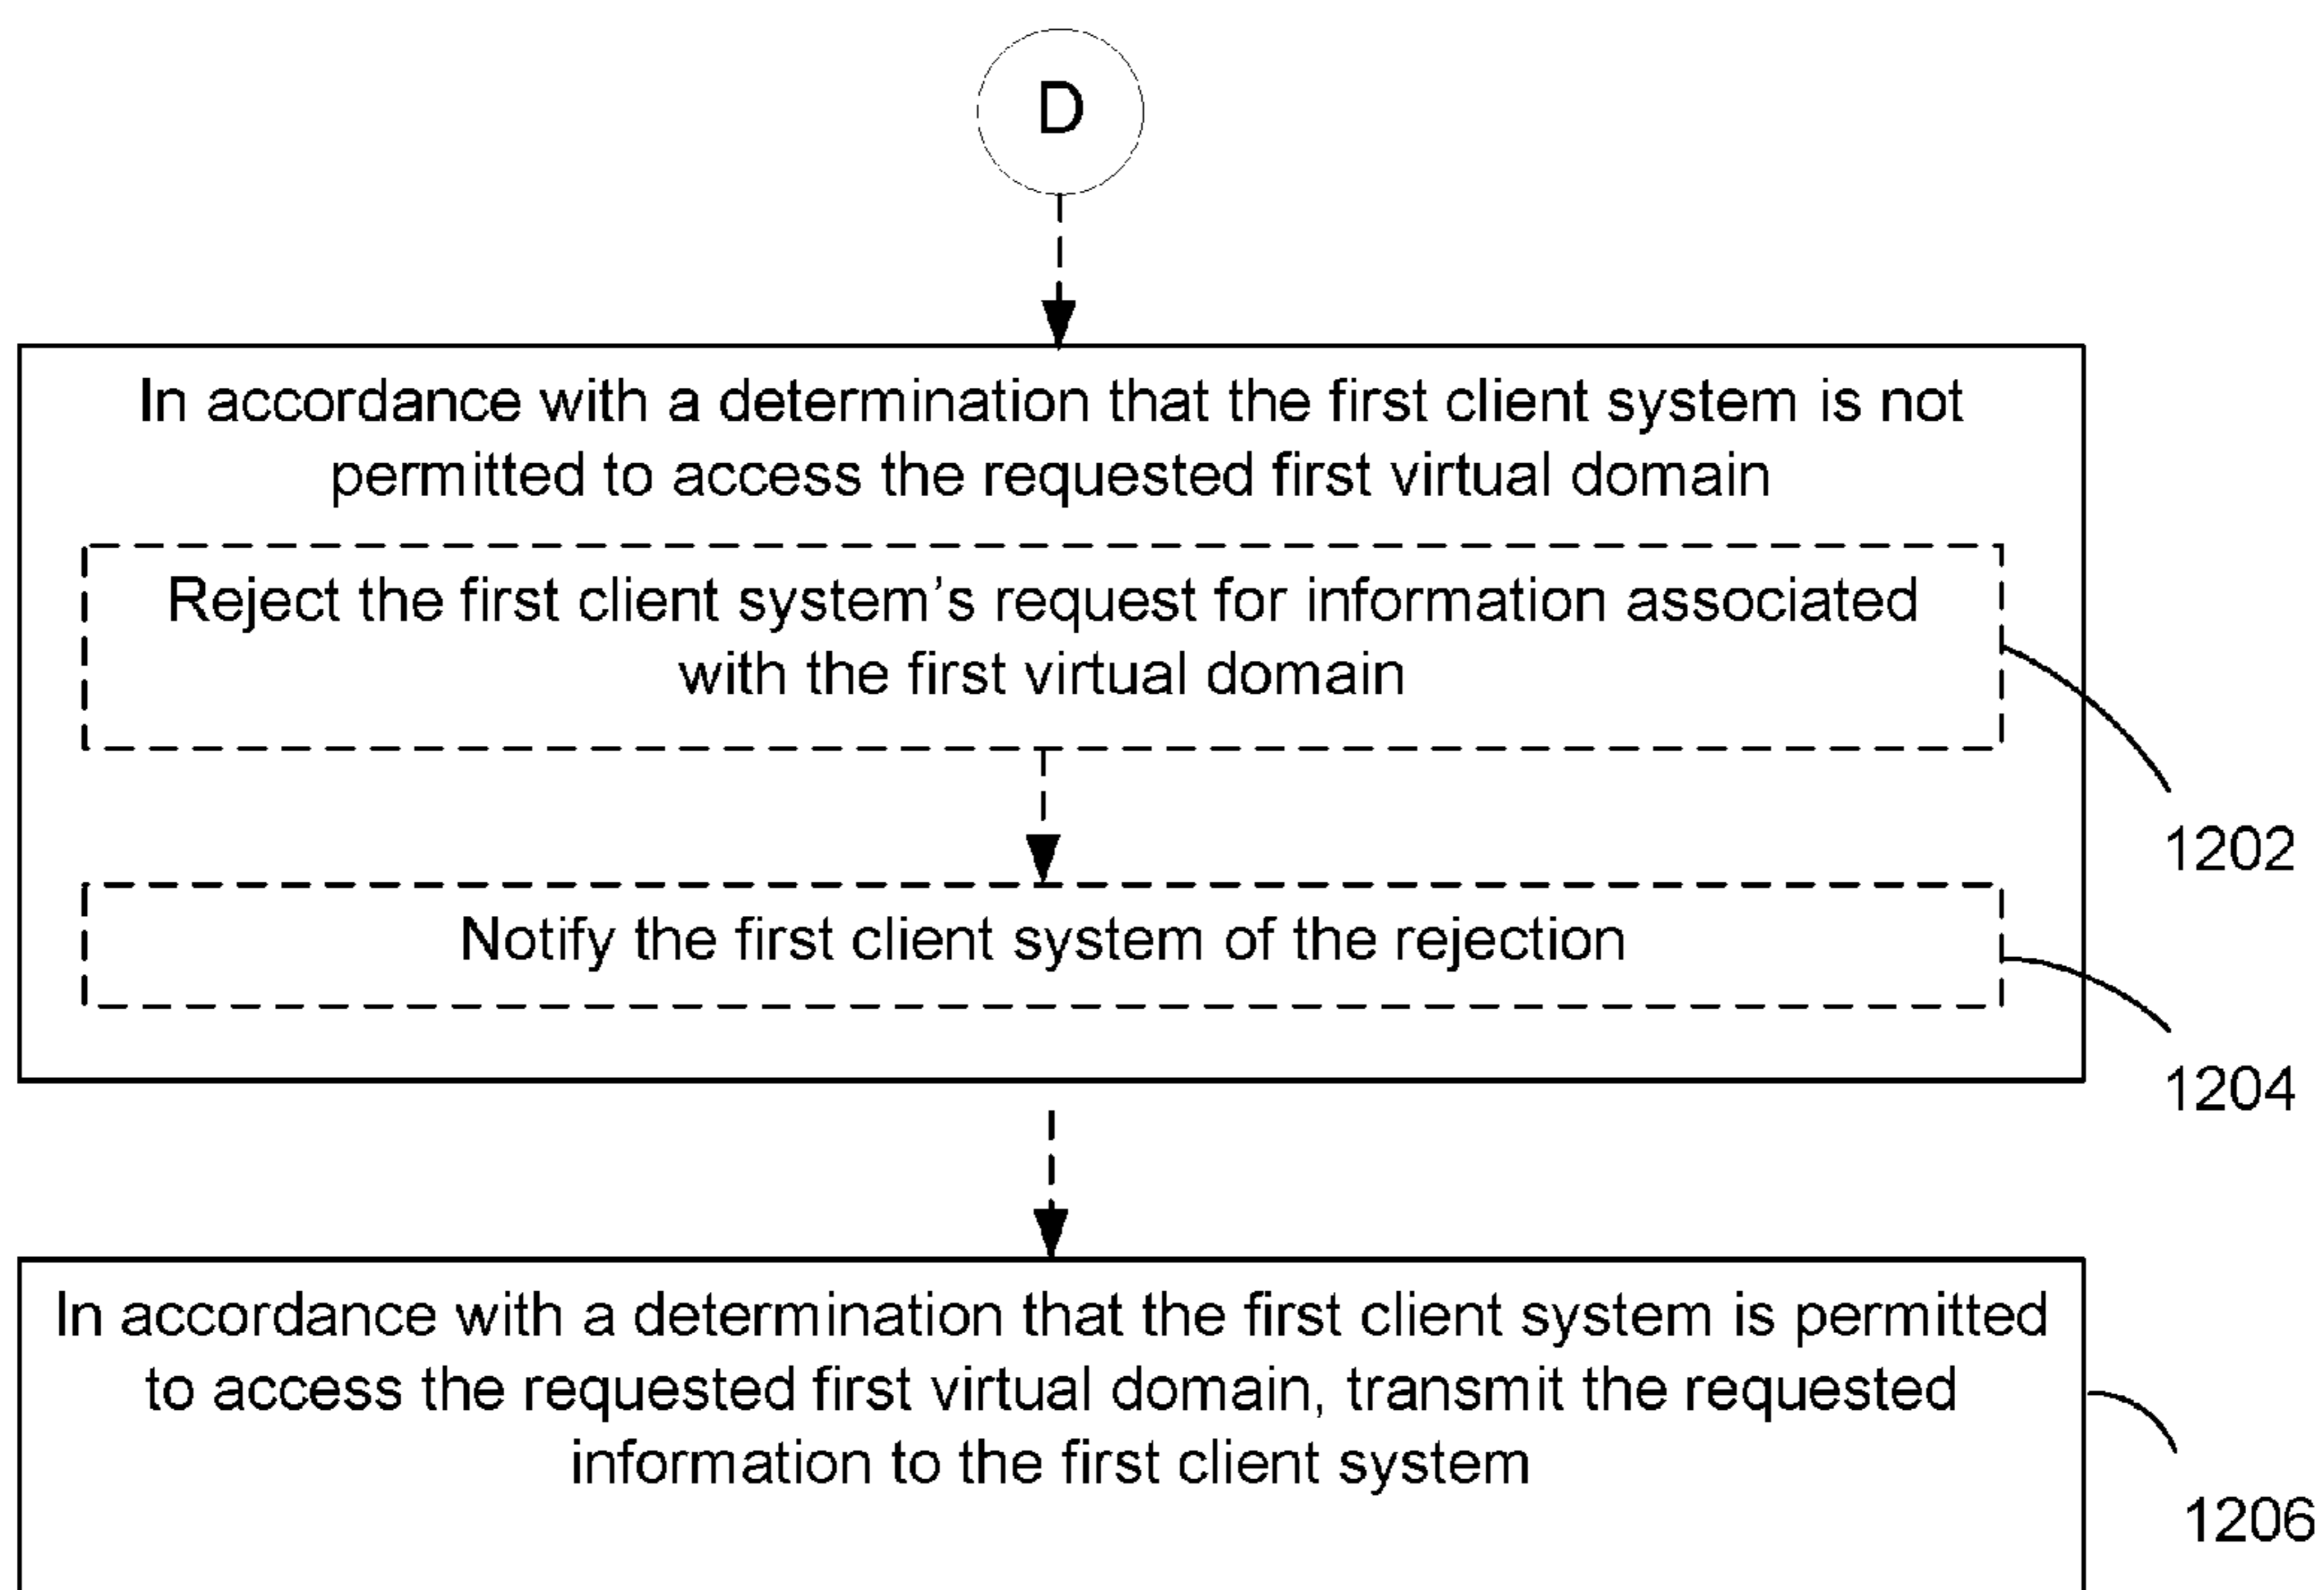 D
In accordance with a determination that the first client system is not
permitted to access the requested first virtual domain
Reject the first client system's request for information associated
with the first virtual domain
1202
Notify the first client system of the rejection
1204
In accordance with a determination that the first client system is permitted
to access the requested first virtual domain, transmit the requested
information to the first client system
1206